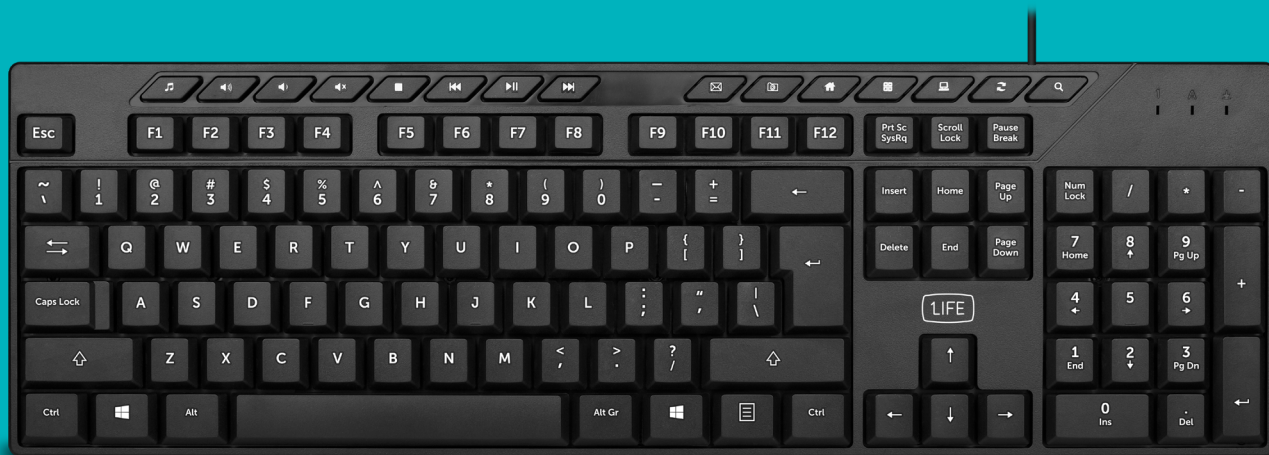 Esc F1 F2 F3 F4 F5 F6 F7 F8 F9 F10 F11 F12 Prt Sc Scroll Pause
SysRq Lock Break
~ ! @ # $ % ^ & * ( ) _ + Insert Home Page Num / * -
` 1 2 3 4 5 6 7 8 9 0 - = Up Lock
Q W E R T Y U I O P { } Delete End Page 7 8 9 +
[ ] Down Home Pg Up
Caps Lock A S D F G H J K L : " | 1LIFE 4 5 6
; ' \
Z X C V B N M < > ? 1 2 3
, . / End Pg Dn
Ctrl Alt Alt Gr Ctrl 0 .
Ins Del